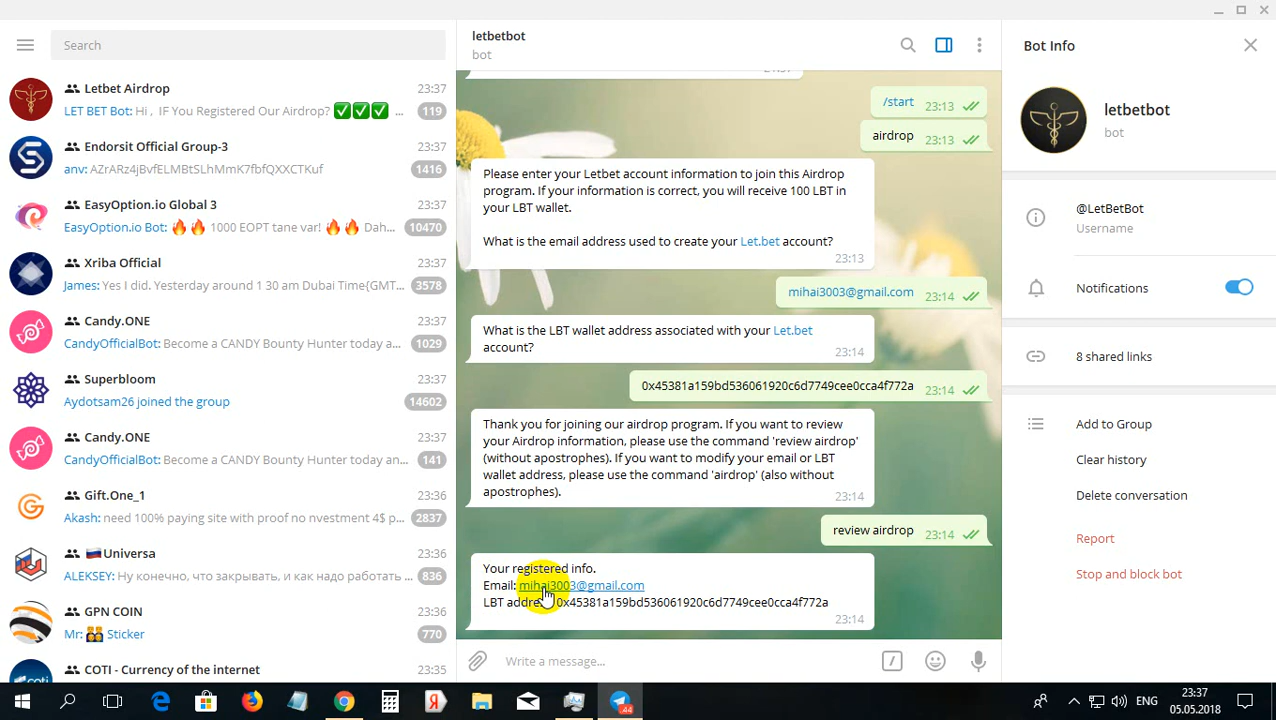 Search
Letbet Airdrop 23:37
LET BET Bot: Hi , IF You Registered Our Airdrop? ✅✅✅ ... 119
Endorsit Official Group-3 23:37
anv: AZrARz4jBvfELMBtSLhMmK7fbfQXXCTKuf 1416
EasyOption.io Global 3 23:37
EasyOption.io Bot: 🔥🔥 1000 EOPT tane var! 🔥🔥 Dah... 10470
Xriba Official 23:37
James: Yes I did. Yesterday around 1 30 am Dubai Time{GMT... 3578
Candy.ONE 23:37
CandyOfficialBot: Become a CANDY Bounty Hunter today a... 1029
Superbloom 23:37
Aydotsam26 joined the group 14602
Candy.ONE 23:37
CandyOfficialBot: Become a CANDY Bounty Hunter today an... 141
Gift.One_1 23:36
Akash: need 100% paying site with proof no nvestment 4$ p... 2837
🇷🇺Universa 23:36
ALEKSEY: Ну конечно, что закрывать, и как надо работать ... 836
GPN COIN 23:36
Mr: Sticker 770
COTI - Currency of the internet 23:35
coti
letbetbot
bot
/start 23:13
airdrop 23:13
Please enter your Letbet account information to join this Airdrop
program. If your information is correct, you will receive 100 LBT in
your LBT wallet.
What is the email address used to create your Let.bet account?
23:13
mihai3003@gmail.com 23:14
What is the LBT wallet address associated with your Let.bet
account?
23:14
0x45381a159bd536061920c6d7749cee0cca4f772a 23:14
Thank you for joining our airdrop program. If you want to review
your Airdrop information, please use the command 'review airdrop'
(without apostrophes). If you want to modify your email or LBT
wallet address, please use the command 'airdrop' (also without
apostrophes).
23:14
review airdrop 23:14
Your registered info.
Email: mihai3003@gmail.com
LBT address 0x45381a159bd536061920c6d7749cee0cca4f772a
23:14
Write a message...
Bot Info
letbetbot
bot
@LetBetBot
Username
Notifications
8 shared links
Add to Group
Clear history
Delete conversation
Report
Stop and block bot
.44
ENG
23:37
05.05.2018